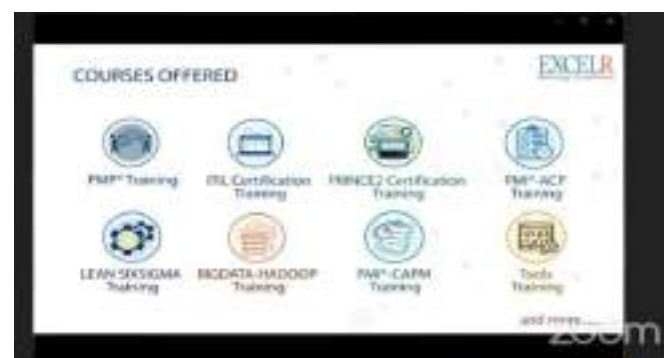 COURSES OFFERED
EXCELR
PMP® Training
ITIL Certification
Training
PRINCE2 Certification
Training
PMI®-ACP
Training
LEAN SIXSIGMA
Training
BIGDATA-HADOOP
Training
PMI®-CAPM
Training
Tools
Training
and more......
zoom